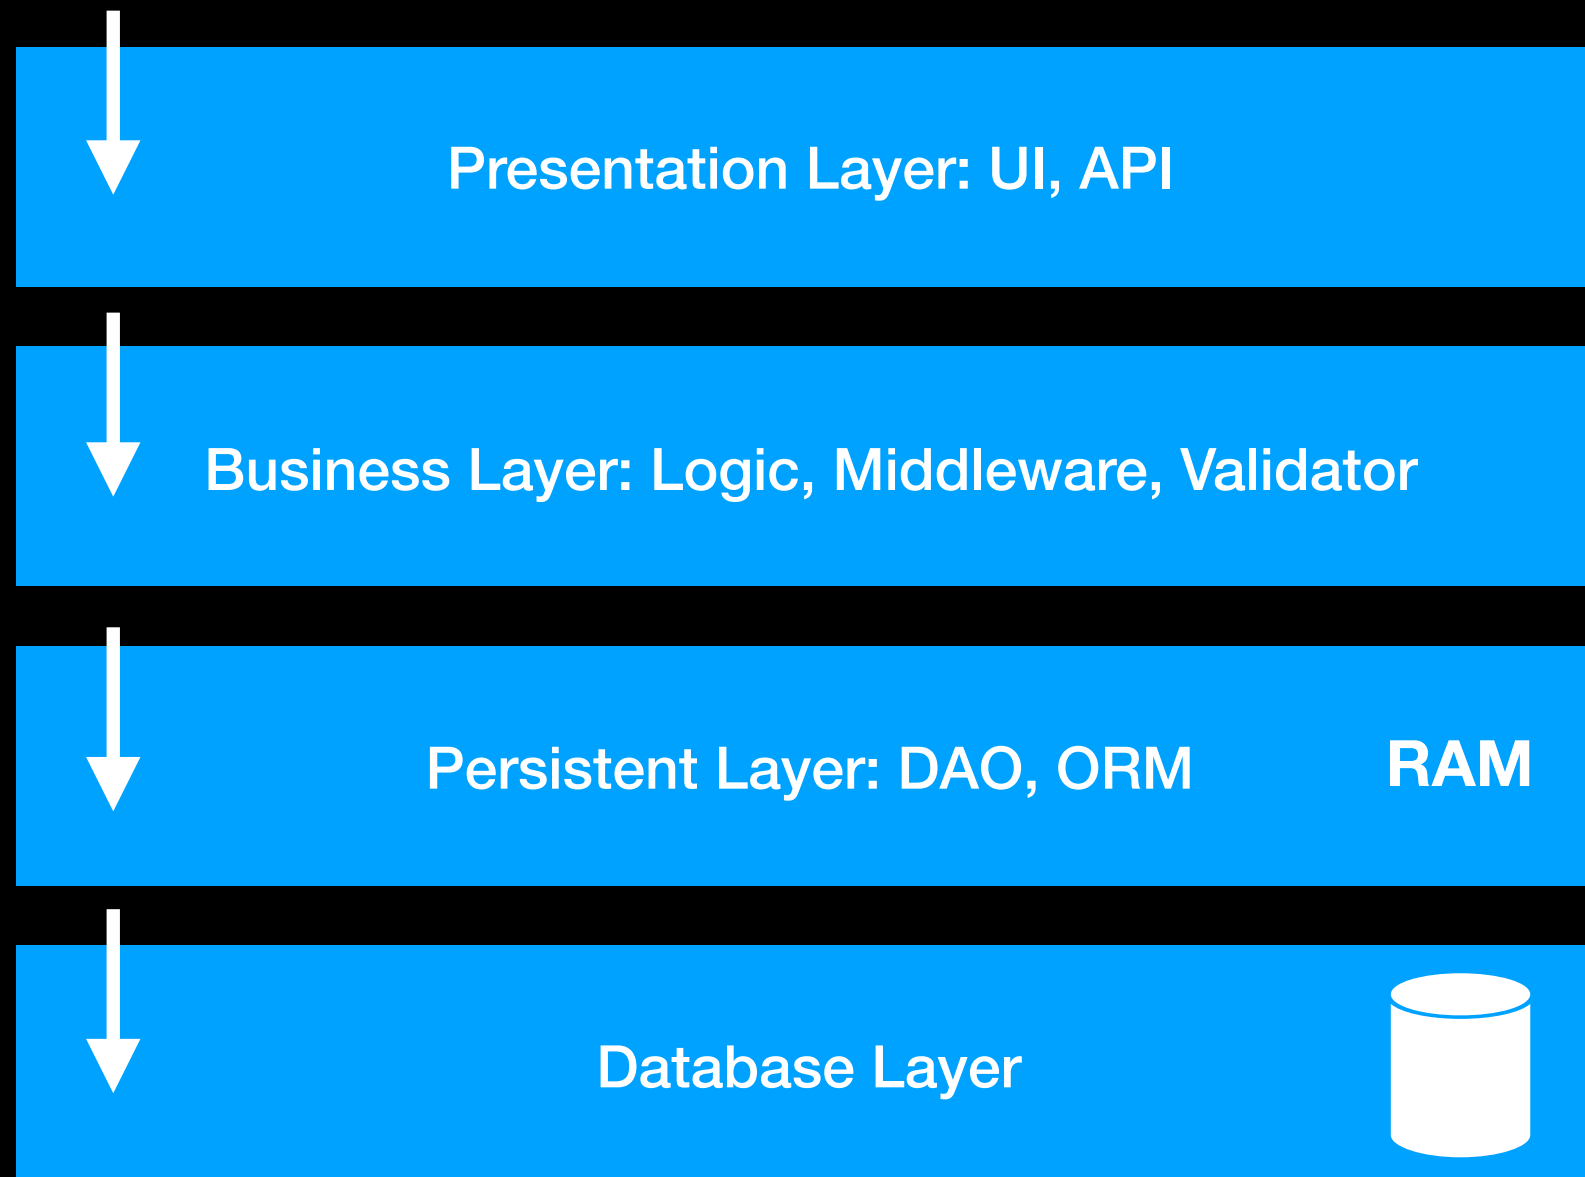 Presentation Layer: UI, API
Business Layer: Logic, Middleware, Validator
Persistent Layer: DAO, ORM
RAM
Database Layer